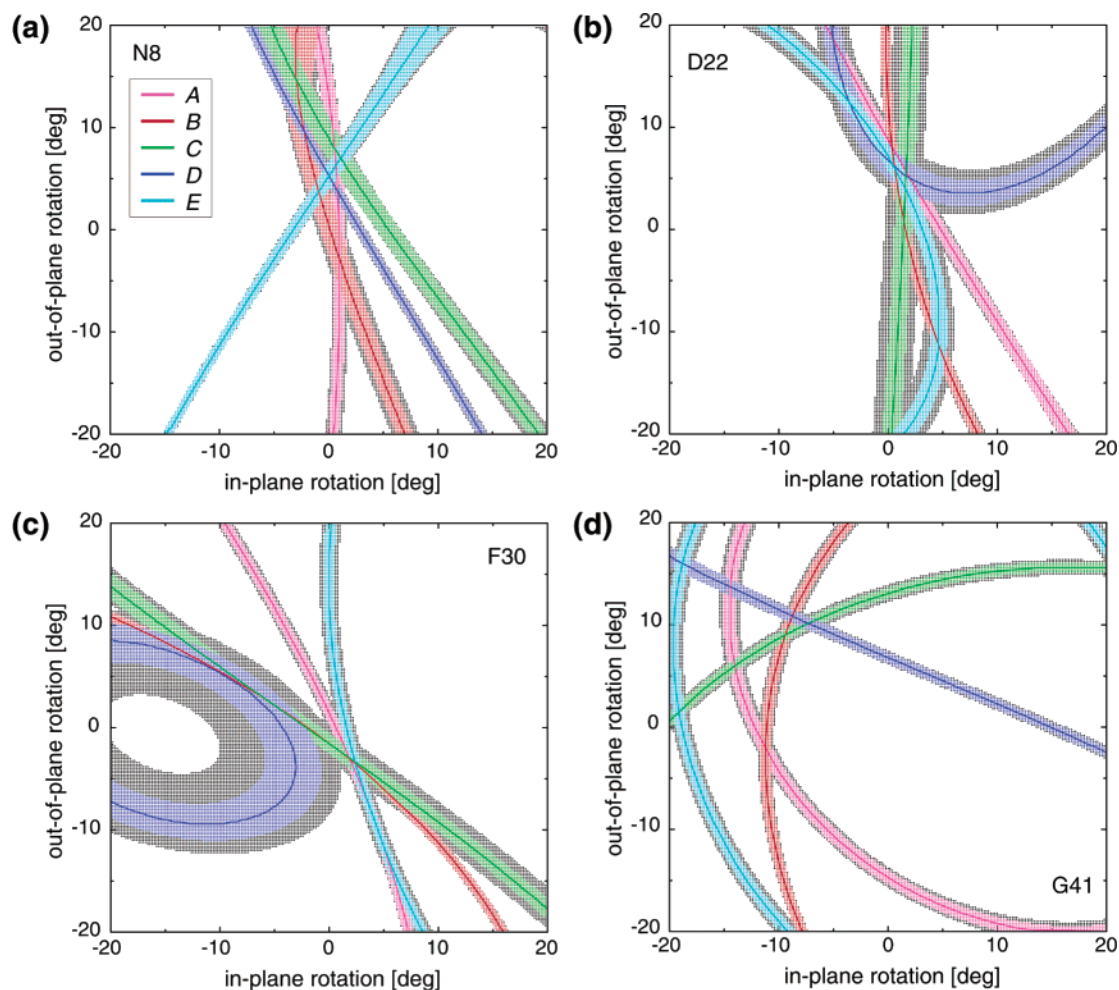 (a)
N8
A
B
C
D
E
20
10
0
-10
-20
out-of-plane rotation [deg]
-20 -10 0 10 20
in-plane rotation [deg]
(b)
D22
20
10
0
-10
-20
out-of-plane rotation [deg]
-20 -10 0 10 20
in-plane rotation [deg]
(c)
F30
20
10
0
-10
-20
out-of-plane rotation [deg]
-20 -10 0 10 20
in-plane rotation [deg]
(d)
G41
20
10
0
-10
-20
out-of-plane rotation [deg]
-20 -10 0 10 20
in-plane rotation [deg]